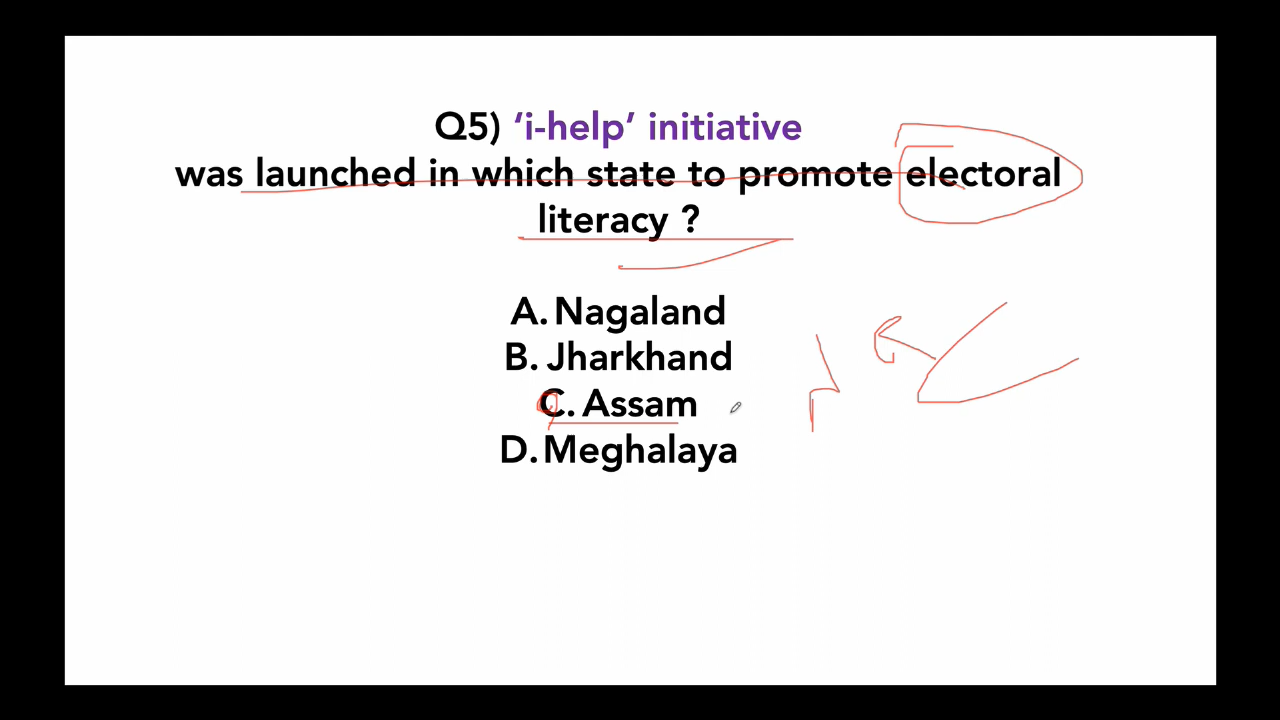 Q5) ‘i-help’ initiative
was launched in which state to promote electoral
literacy ?
A. Nagaland
B. Jharkhand
C. Assam
D. Meghalaya